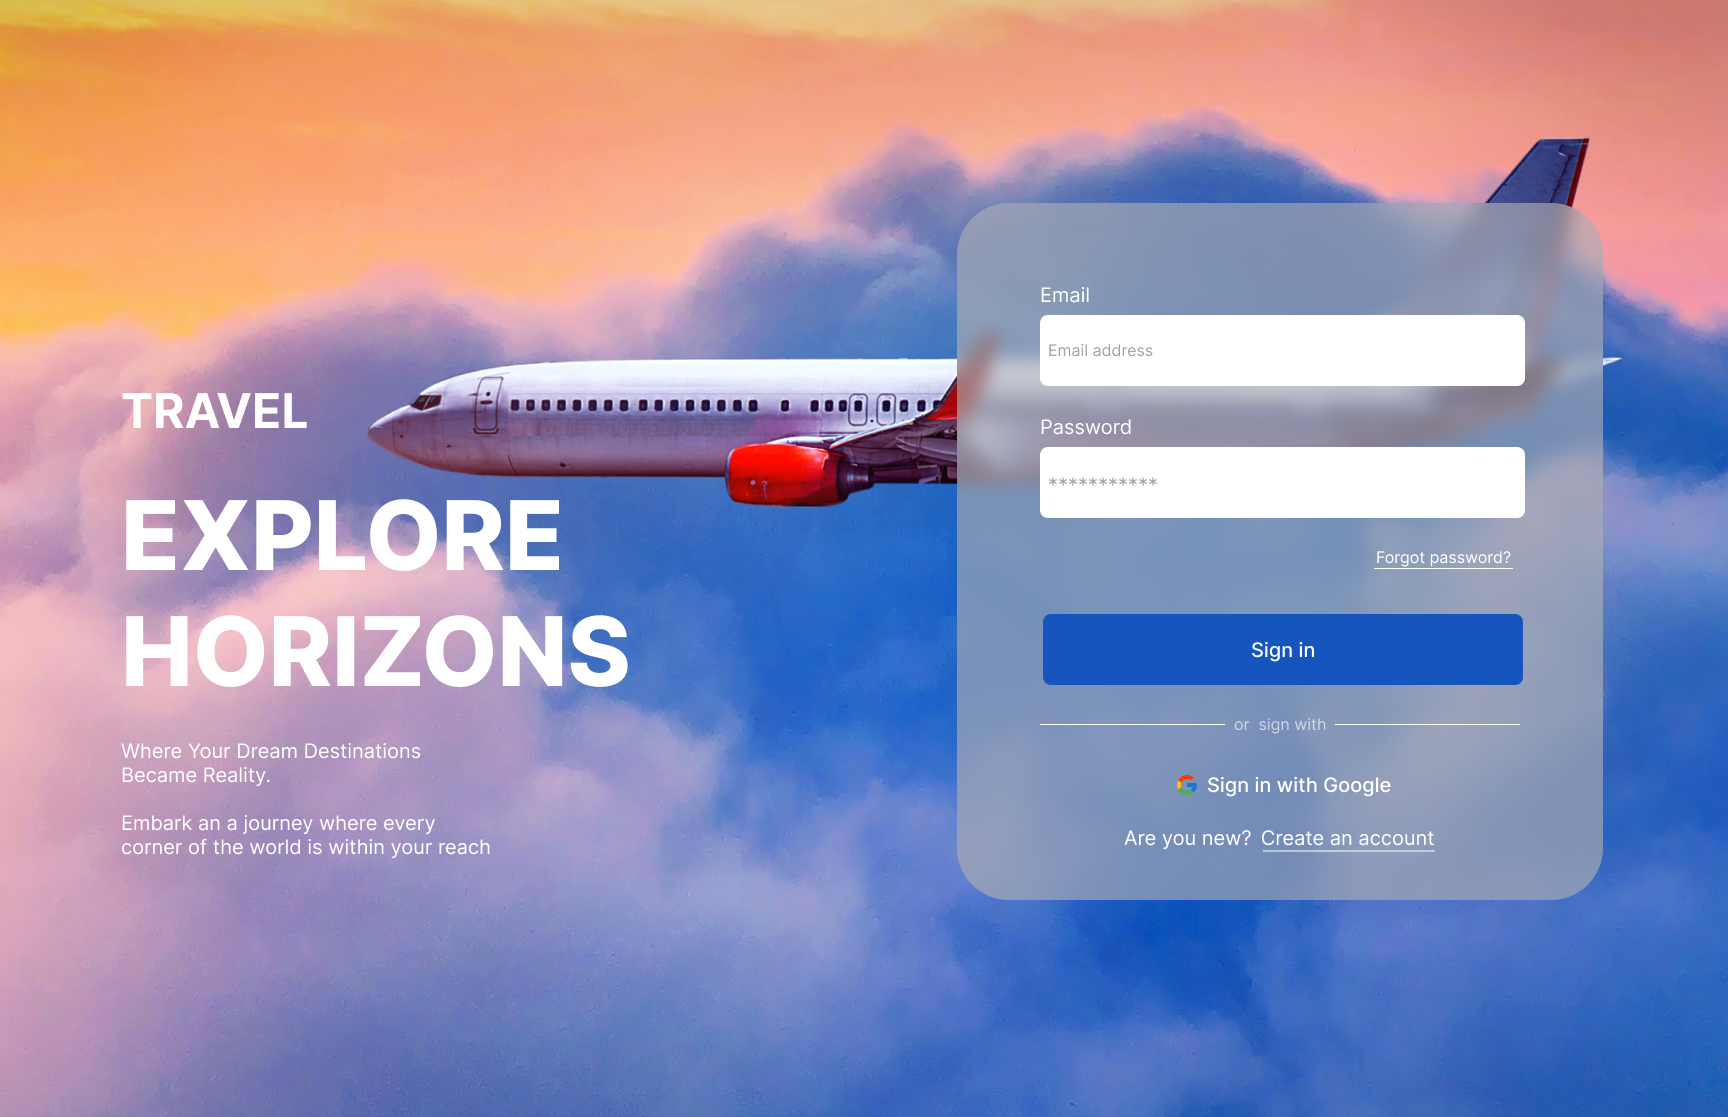 TRAVEL
EXPLORE
HORIZONS
Where Your Dream Destinations
Became Reality.
Embark an a journey where every
corner of the world is within your reach
Email
Email address
Password
***********
Forgot password?
Sign in
or sign with
Sign in with Google
Are you new? Create an account